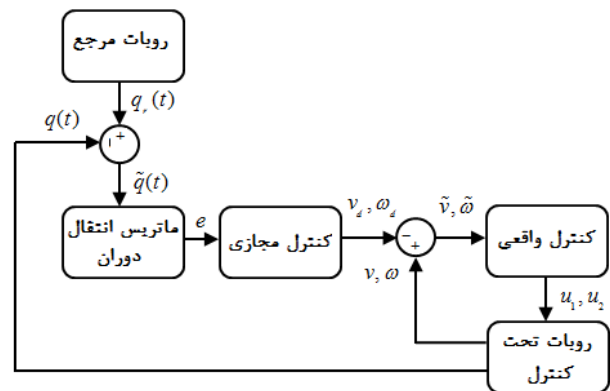 روبات مرجع
q_r(t)
q(t)
+
ı
q̃(t)
ماتریس انتقال
دوران
e
کنترل مجازی
v_d, ω_d
−
+
v, ω
ṽ, ω̃
کنترل واقعی
u_1, u_2
روبات تحت
کنترل